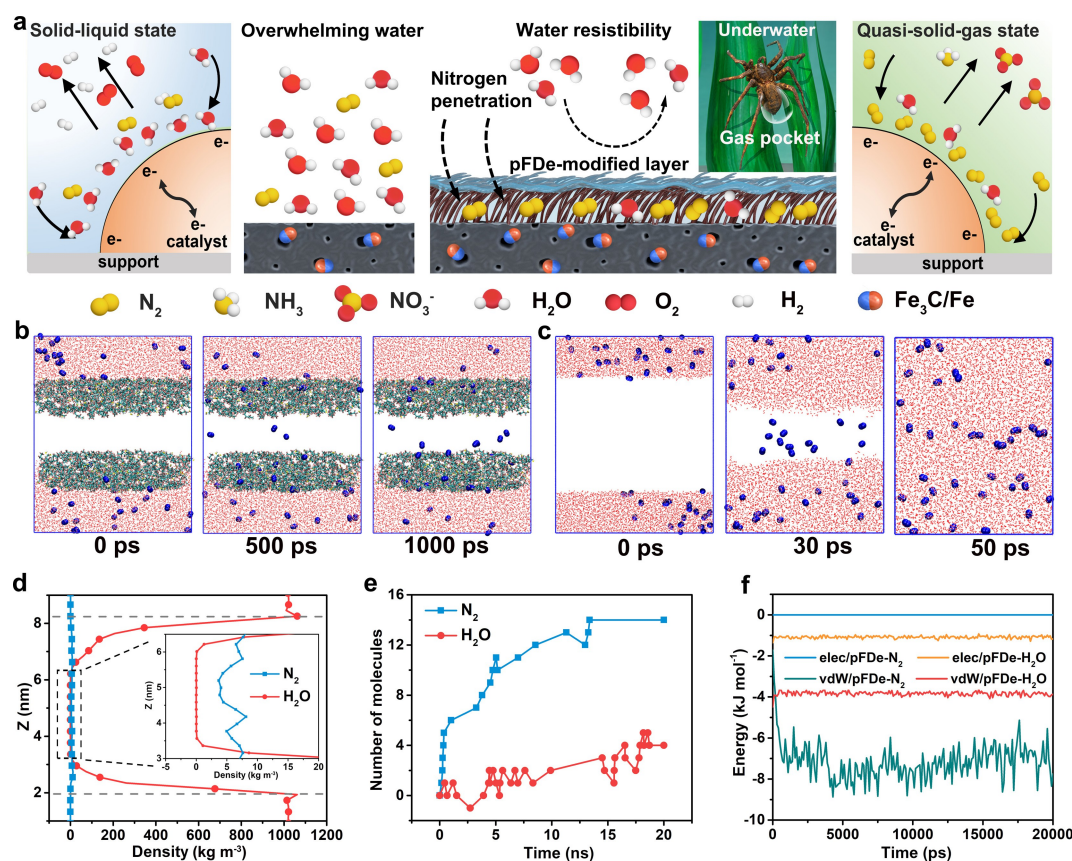 a
Solid-liquid state
Overwhelming water
Water resistibility
Underwater
Quasi-solid-gas state
Nitrogen
penetration
Gas pocket
pFDe-modified layer
e-
e-
e-
e-
catalyst
support
e-
e-
e-
e-
catalyst
support
N₂
NH₃
NO₃⁻
H₂O
O₂
H₂
Fe₃C/Fe
b
0 ps
500 ps
1000 ps
c
0 ps
30 ps
50 ps
d
Z (nm)
8
6
4
2
0 200 400 600 800 1000 1200
Density (kg m⁻³)
Z (nm)
6
5
4
3
-5 0 5 10 15 20
Density (kg m⁻³)
N₂
H₂O
e
Number of molecules
16
14
12
10
8
6
4
2
0
-2
0 5 10 15 20
Time (ns)
N₂
H₂O
f
Energy (kJ mol⁻¹)
0
-2
-4
-6
-8
-10
0 5000 10000 15000 20000
Time (ps)
elec/pFDe-N₂
elec/pFDe-H₂O
vdW/pFDe-N₂
vdW/pFDe-H₂O